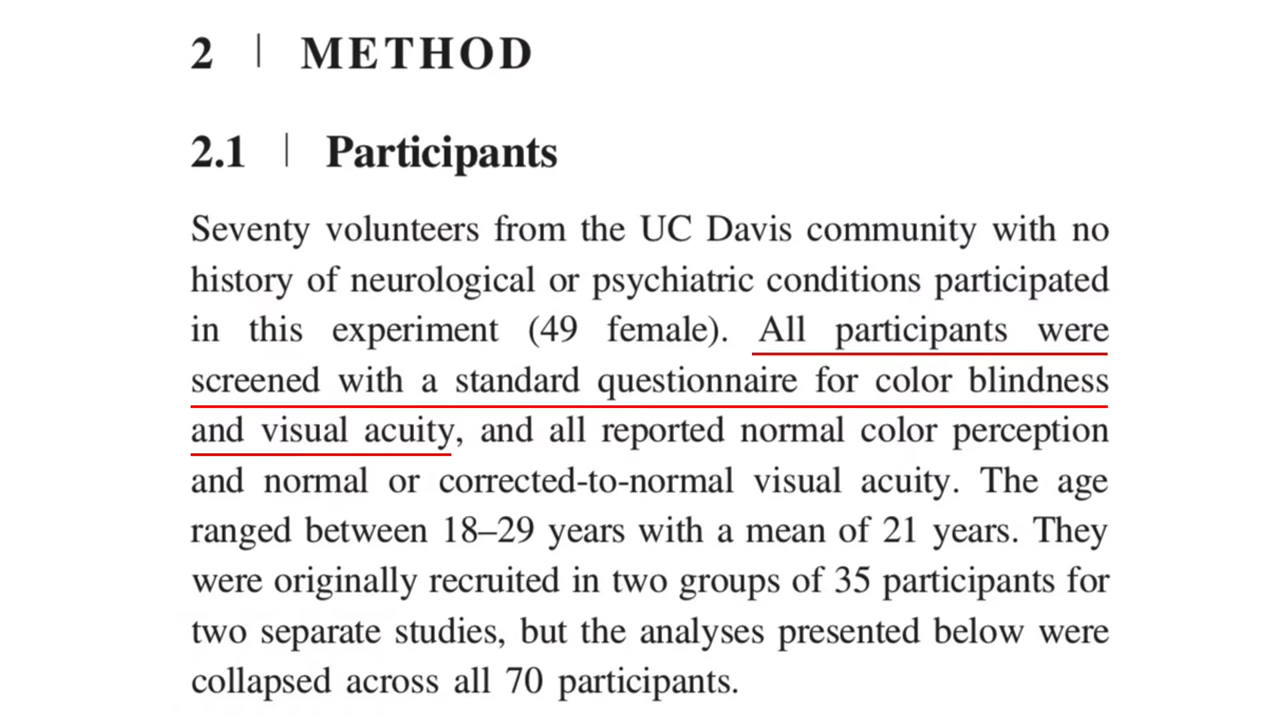 2 | METHOD
2.1 | Participants
Seventy volunteers from the UC Davis community with no
history of neurological or psychiatric conditions participated
in this experiment (49 female). All participants were
screened with a standard questionnaire for color blindness
and visual acuity, and all reported normal color perception
and normal or corrected-to-normal visual acuity. The age
ranged between 18–29 years with a mean of 21 years. They
were originally recruited in two groups of 35 participants for
two separate studies, but the analyses presented below were
collapsed across all 70 participants.